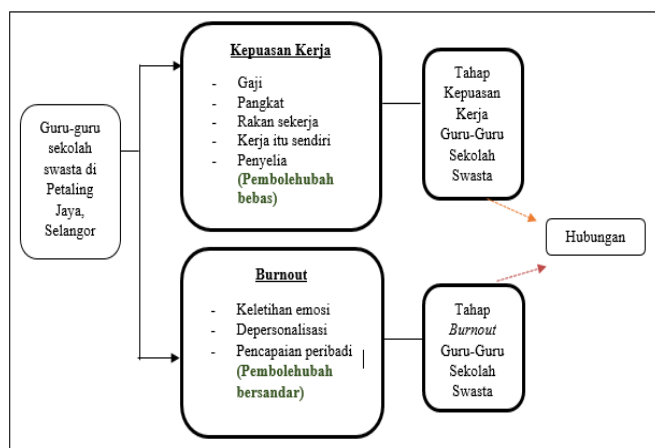 Guru-guru
sekolah
swasta di
Petaling
Jaya,
Selangor
Kepuasan Kerja
- Gaji
- Pangkat
- Rakan sekerja
- Kerja itu sendiri
- Penyelia
(Pembolehubah
bebas)
Tahap
Kepuasan
Kerja
Guru-Guru
Sekolah
Swasta
Burnout
- Keletihan emosi
- Depersonalisasi
- Pencapaian peribadi
(Pembolehubah
bersandar)
Tahap
Burnout
Guru-Guru
Sekolah
Swasta
Hubungan